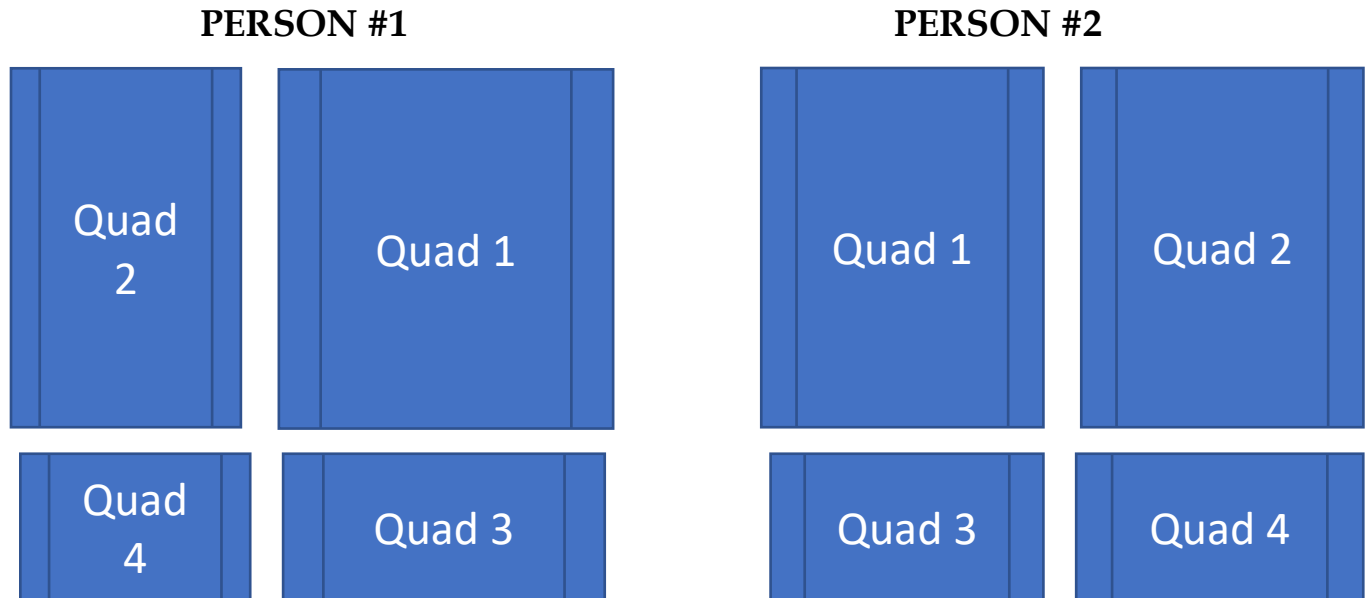 PERSON #1
PERSON #2
Quad
2
Quad 1
Quad 1
Quad 2
Quad
4
Quad 3
Quad 3
Quad 4